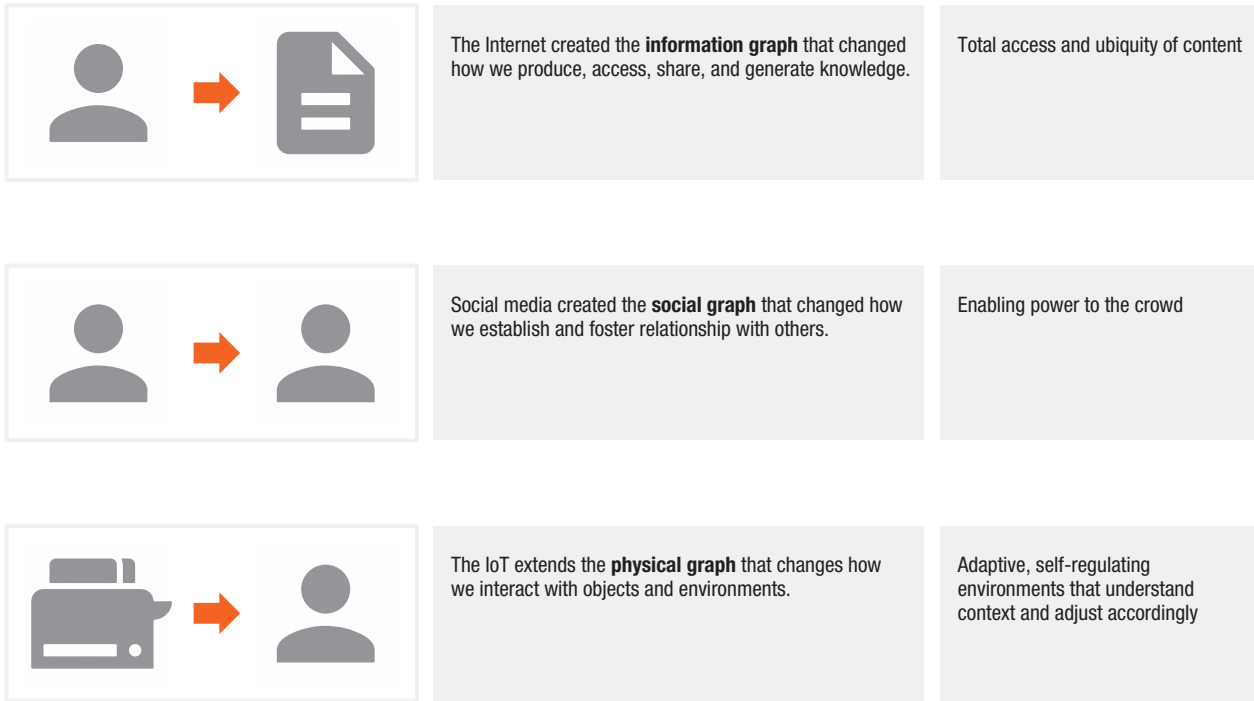 The Internet created the information graph that changed
how we produce, access, share, and generate knowledge.
Total access and ubiquity of content
Social media created the social graph that changed how
we establish and foster relationship with others.
Enabling power to the crowd
The IoT extends the physical graph that changes how
we interact with objects and environments.
Adaptive, self-regulating
environments that understand
context and adjust accordingly